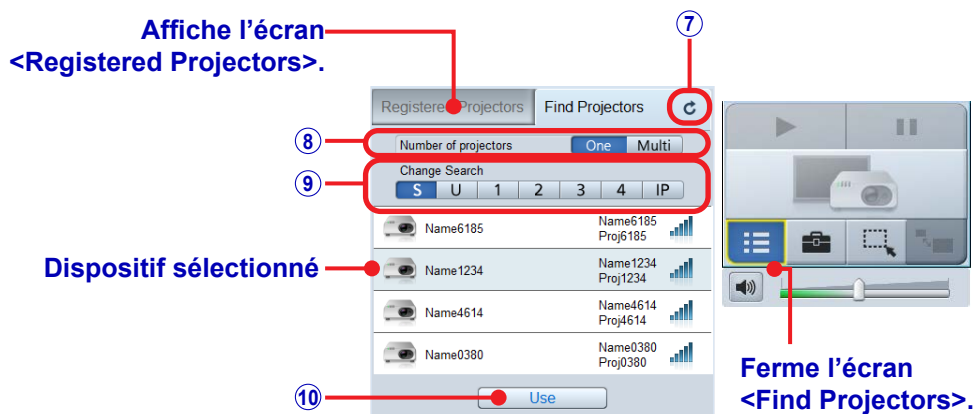 Affiche l’écran
<Registered Projectors>.
7
Registered Projectors Find Projectors
8
Number of projectors One Multi
9
Change Search
S U 1 2 3 4 IP
Name6185 Name6185
Proj6185
Dispositif sélectionné
Name1234 Name1234
Proj1234
Name4614 Name4614
Proj4614
Name0380 Name0380
Proj0380
10
Use
Ferme l’écran
<Find Projectors>.